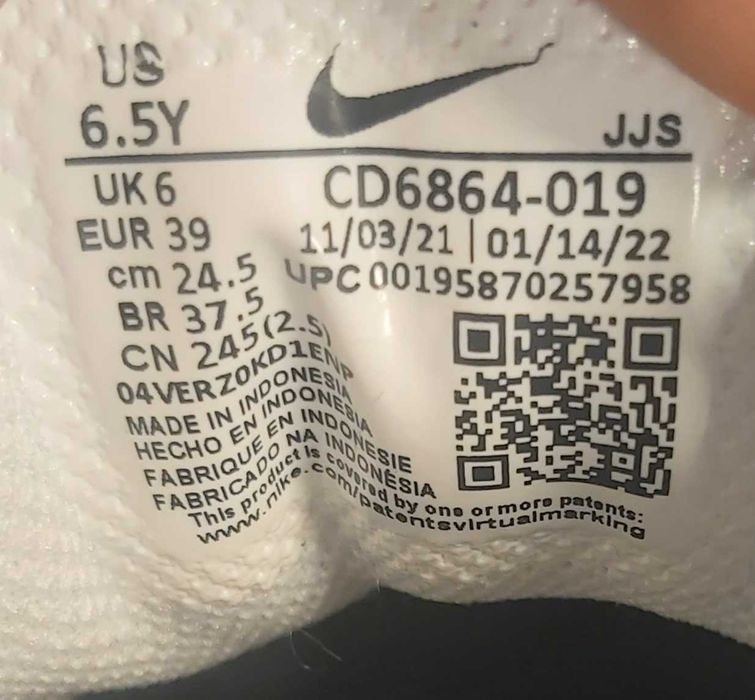 US
6.5Y
JJS
UK 6
EUR 39
cm 24.5
BR 37.5
CN 245(2.5)
CD6864-019
11/03/21 | 01/14/22
UPC 00195870257958
04VERZ0KD1ENP
MADE IN INDONESIA
HECHO EN INDONESIA
FABRIQUE EN INDONESIE
FABRICADO NA INDONÉSIA
This product is covered by one or more patents:
www.nike.com/patentsvirtualmarking